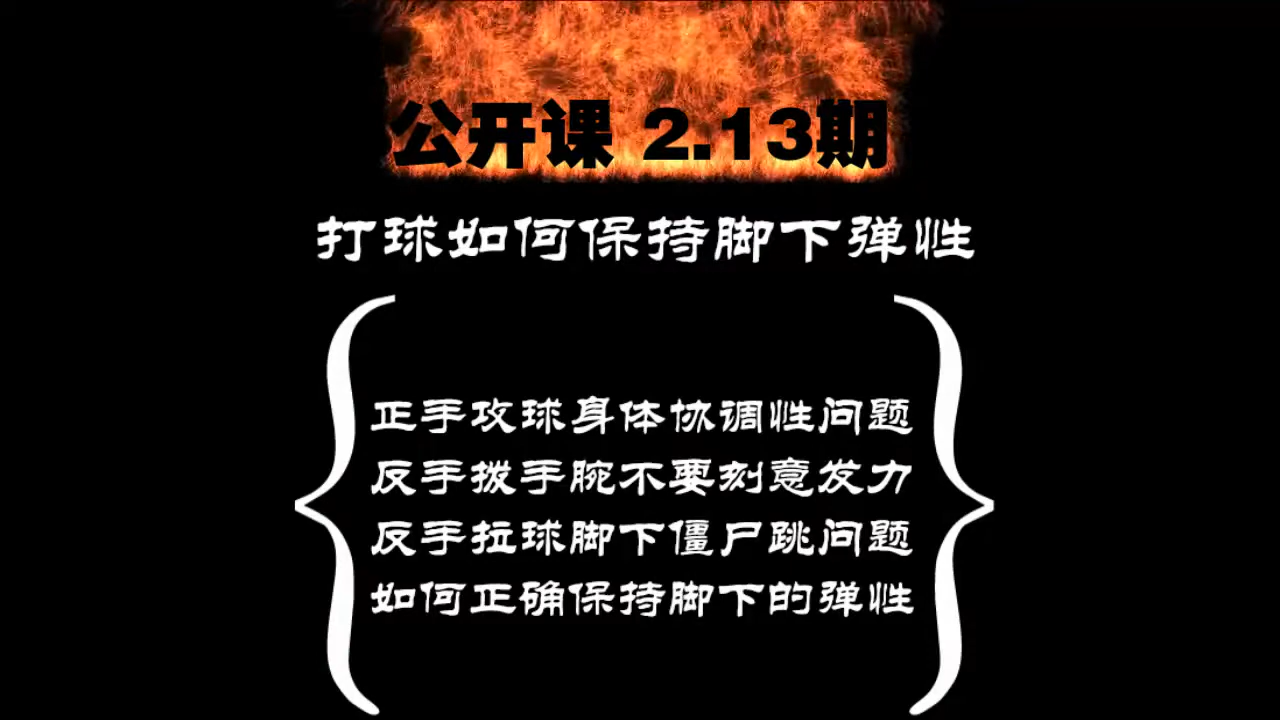 公开课 2.13期
打球如何保持脚下弹性
正手攻球身体协调性问题
反手拨手腕不要刻意发力
反手拉球脚下僵尸跳问题
如何正确保持脚下的弹性